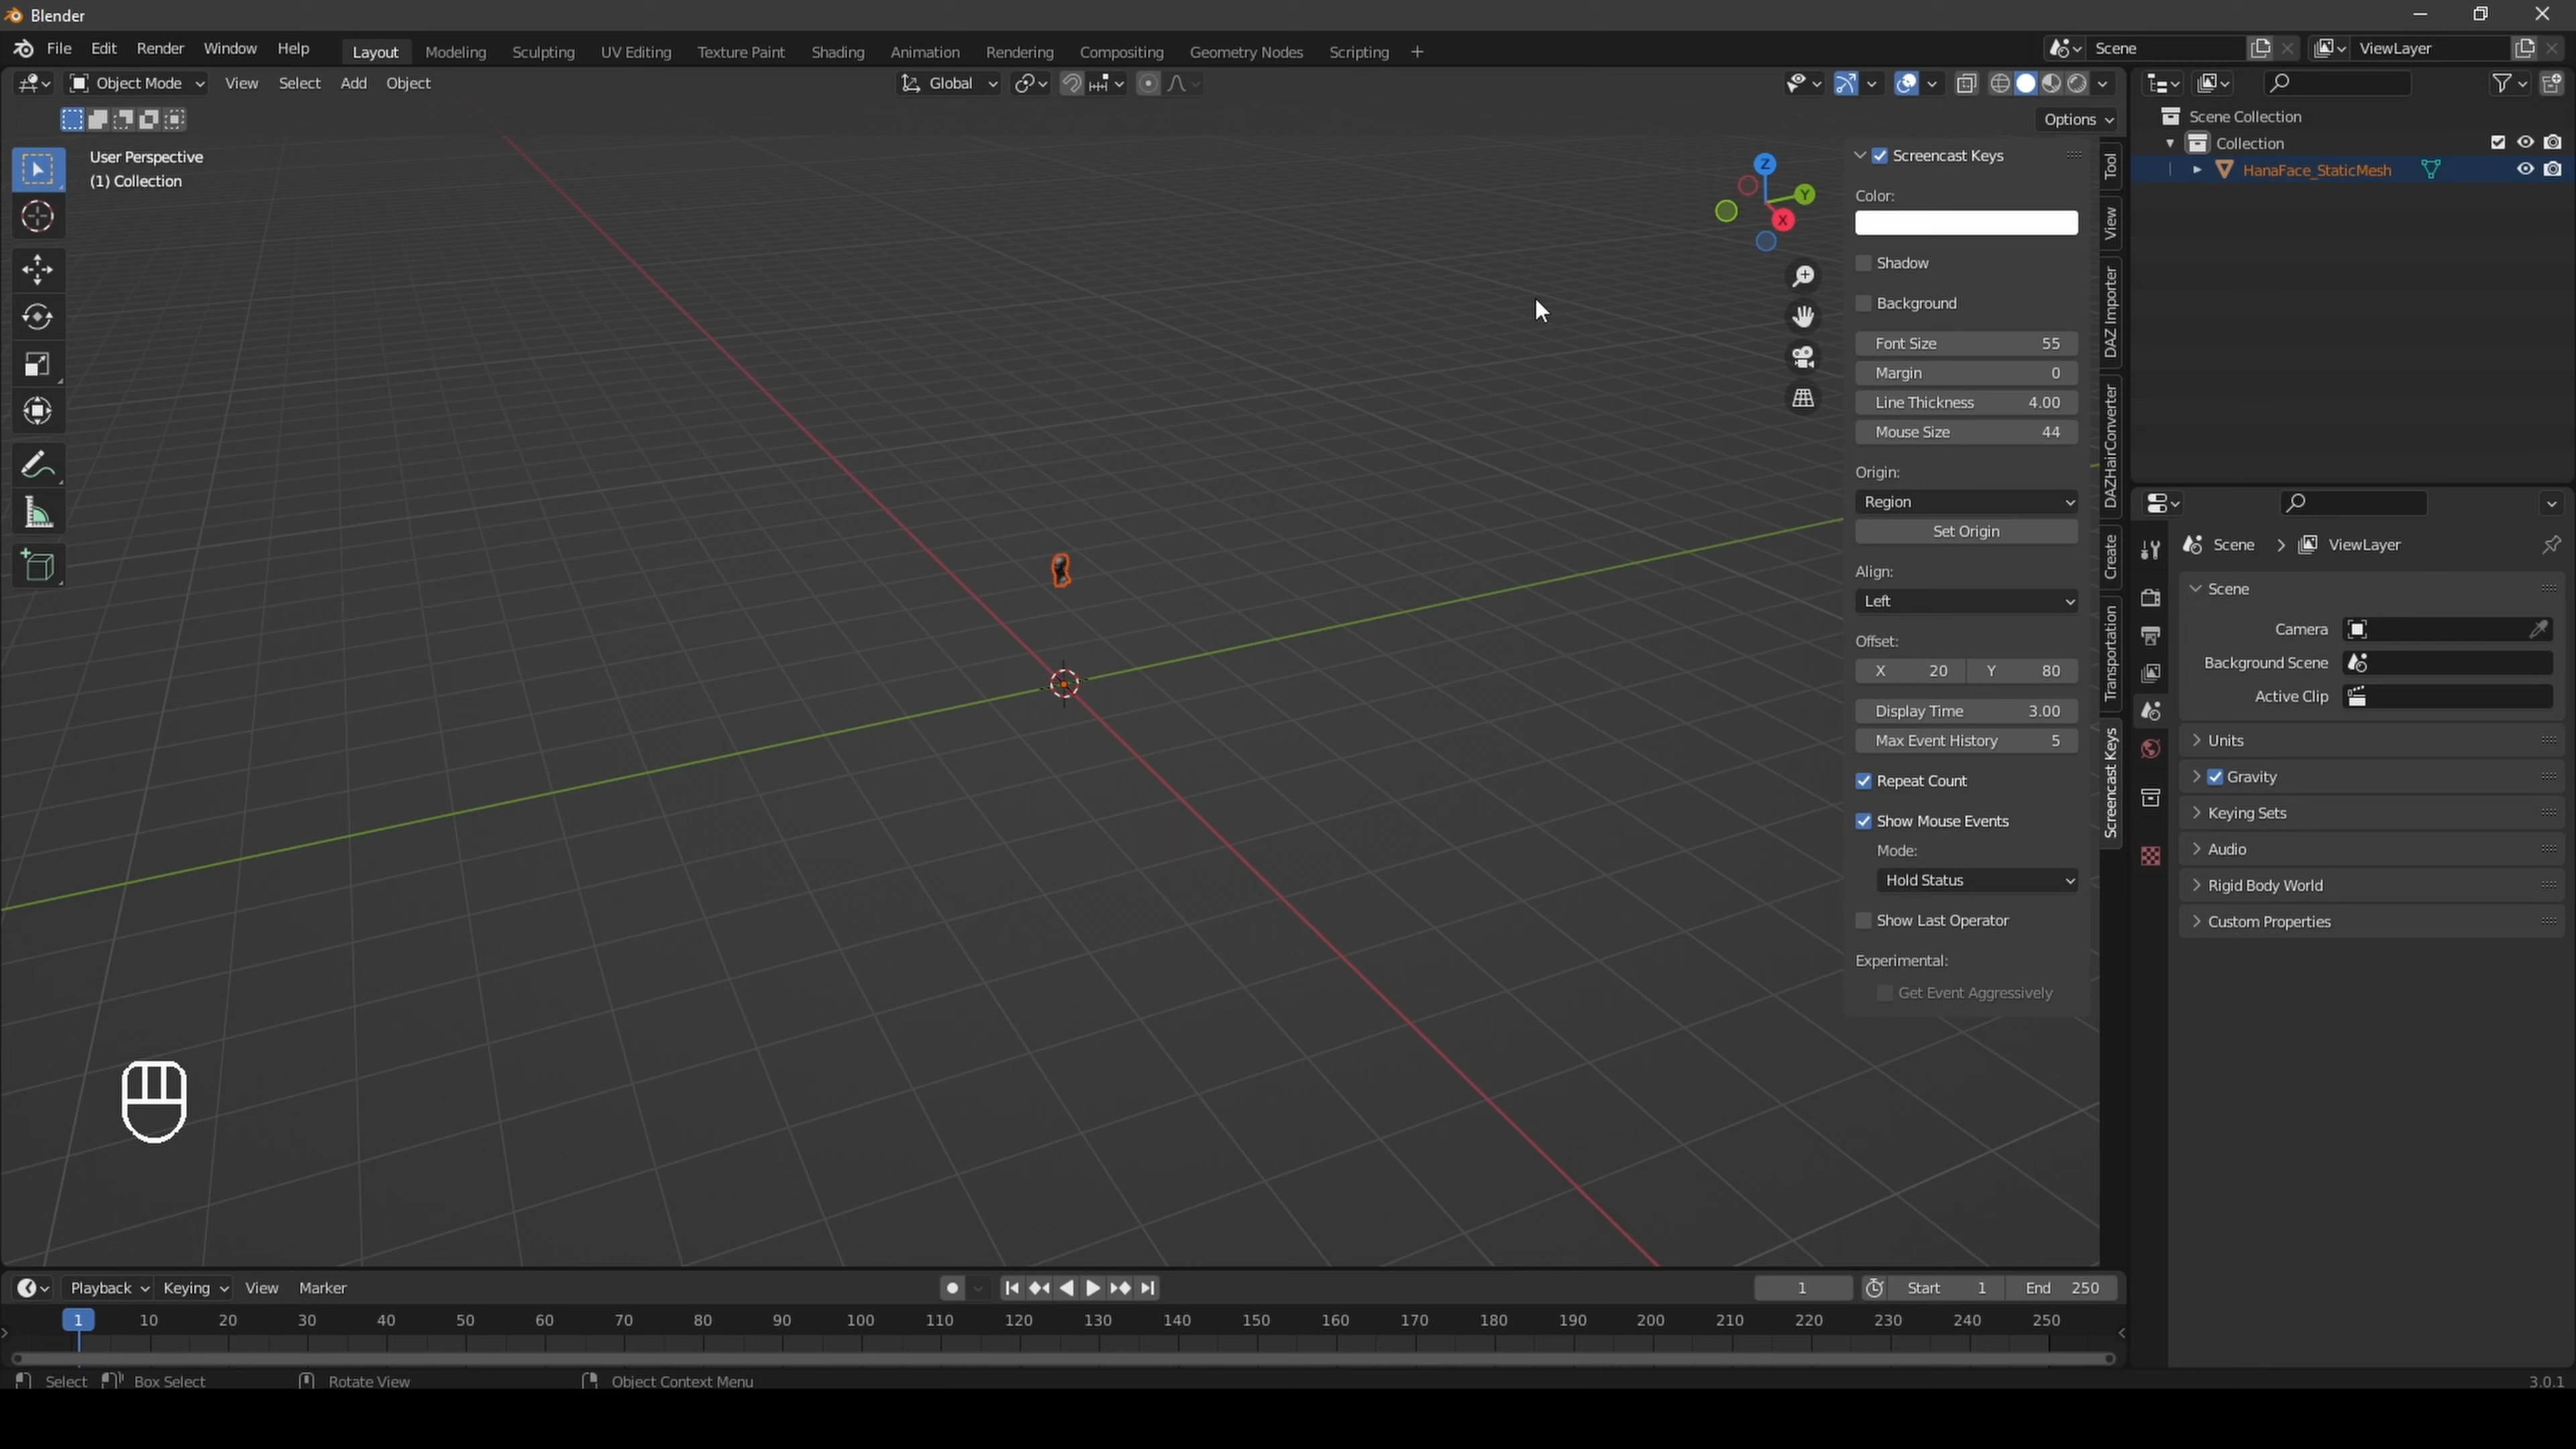 Blender
File Edit Render Window Help Layout Modeling Sculpting UV Editing Texture Paint Shading Animation Rendering Compositing Geometry Nodes Scripting + Scene ViewLayer
Object Mode View Select Add Object Global
Options
User Perspective
(1) Collection
Z
Y
X
Screencast Keys
Color:
Shadow
Background
Font Size 55
Margin 0
Line Thickness 4.00
Mouse Size 44
Origin:
Region
Set Origin
Align:
Left
Offset:
X 20 Y 80
Display Time 3.00
Max Event History 5
Repeat Count
Show Mouse Events
Mode:
Hold Status
Show Last Operator
Experimental:
Get Event Aggressively
Tool
View
DAZ Importer
DAZHairConverter
Create
Transportation
Screencast Keys
Scene Collection
Collection
HanaFace_StaticMesh
Scene > ViewLayer
Scene
Camera
Background Scene
Active Clip
Units
Gravity
Keying Sets
Audio
Rigid Body World
Custom Properties
Playback Keying View Marker 1 Start 1 End 250
1 10 20 30 40 50 60 70 80 90 100 110 120 130 140 150 160 170 180 190 200 210 220 230 240 250
Select Box Select Rotate View Object Context Menu 3.0.1